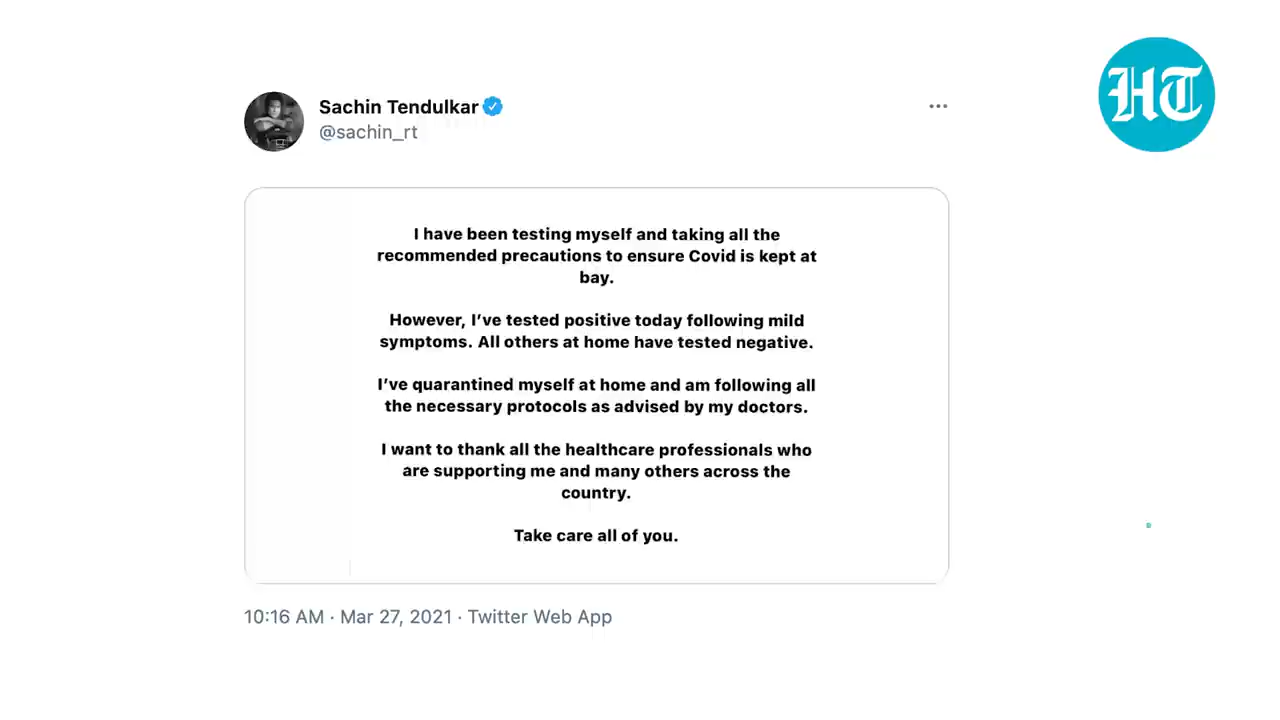 Sachin Tendulkar
@sachin_rt
HT
I have been testing myself and taking all the
recommended precautions to ensure Covid is kept at
bay.
However, I've tested positive today following mild
symptoms. All others at home have tested negative.
I've quarantined myself at home and am following all
the necessary protocols as advised by my doctors.
I want to thank all the healthcare professionals who
are supporting me and many others across the
country.
Take care all of you.
10:16 AM · Mar 27, 2021 · Twitter Web App